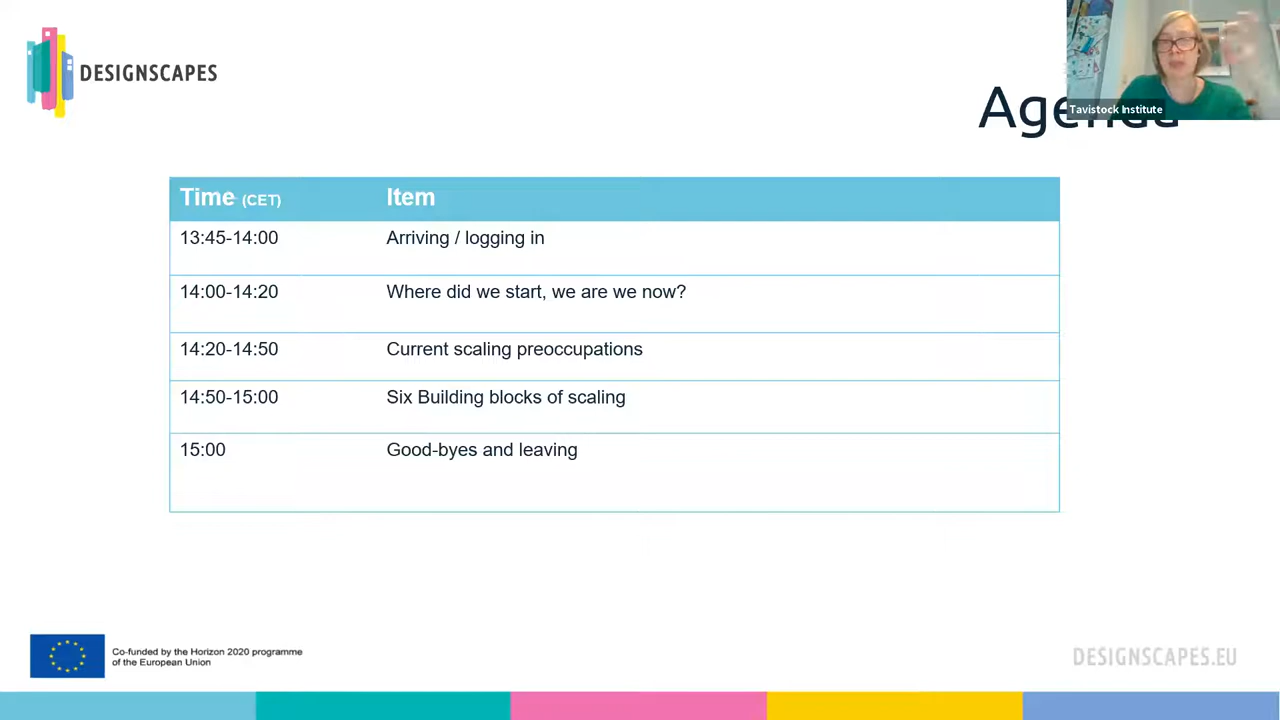 DESIGNSCAPES
Tavistock Institute
Time (CET) Item
13:45-14:00 Arriving / logging in
14:00-14:20 Where did we start, we are we now?
14:20-14:50 Current scaling preoccupations
14:50-15:00 Six Building blocks of scaling
15:00 Good-byes and leaving
Co-funded by the Horizon 2020 programme
of the European Union
DESIGNSCAPES.EU